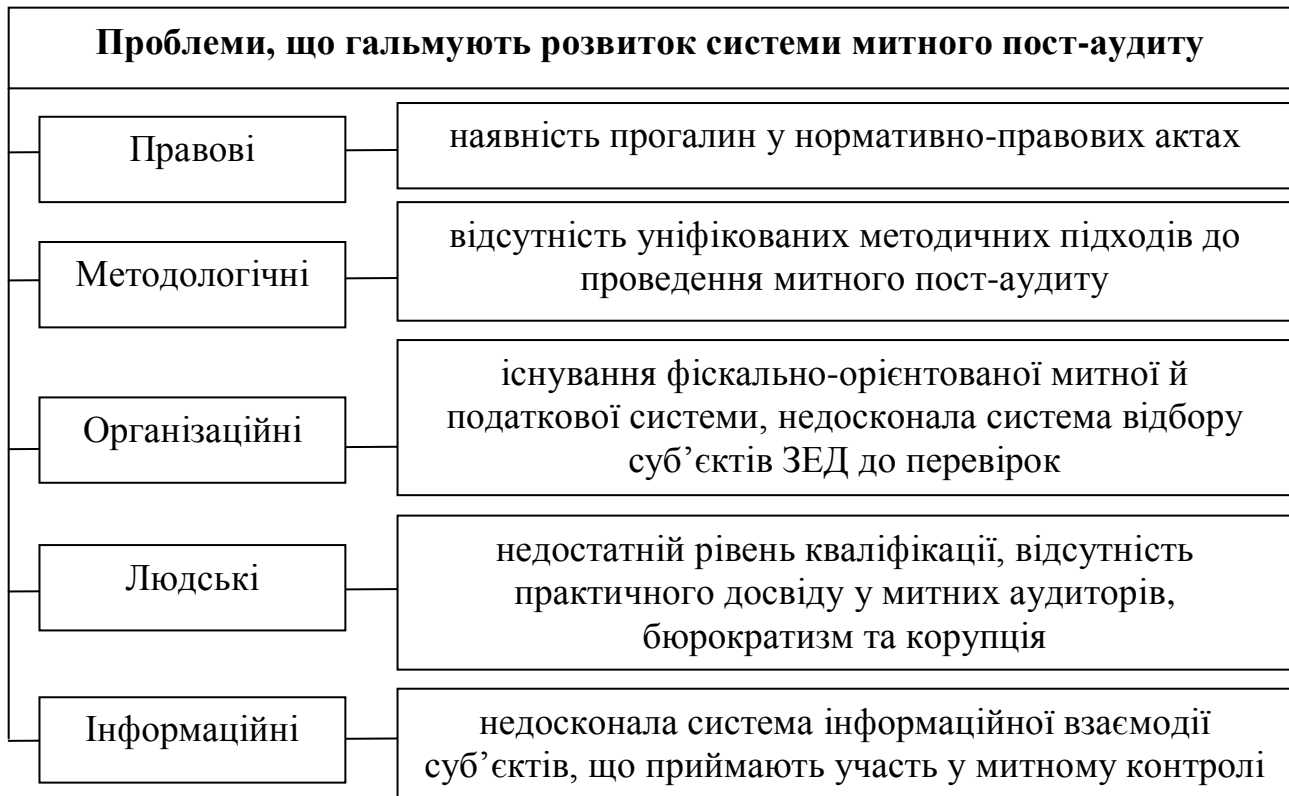 Проблеми, що гальмують розвиток системи митного пост-аудиту
Правові
наявність прогалин у нормативно-правових актах
Методологічні
відсутність уніфікованих методичних підходів до
проведення митного пост-аудиту
Організаційні
існування фіскально-орієнтованої митної й
податкової системи, недосконала система відбору
суб’єктів ЗЕД до перевірок
Людські
недостатній рівень кваліфікації, відсутність
практичного досвіду у митних аудиторів,
бюрократизм та корупція
Інформаційні
недосконала система інформаційної взаємодії
суб’єктів, що приймають участь у митному контролі